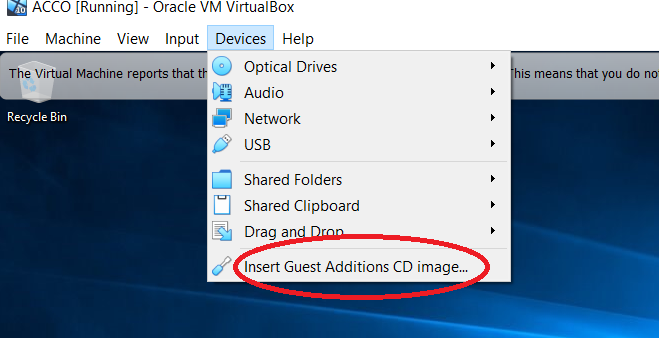 ACCO [Running] - Oracle VM VirtualBox
File Machine View Input Devices Help
Optical Drives
The Virtual Machine reports that th
This means that you do no
Audio
Recycle Bin
Network
USB
Shared Folders
Shared Clipboard
Drag and Drop
Insert Guest Additions CD image...